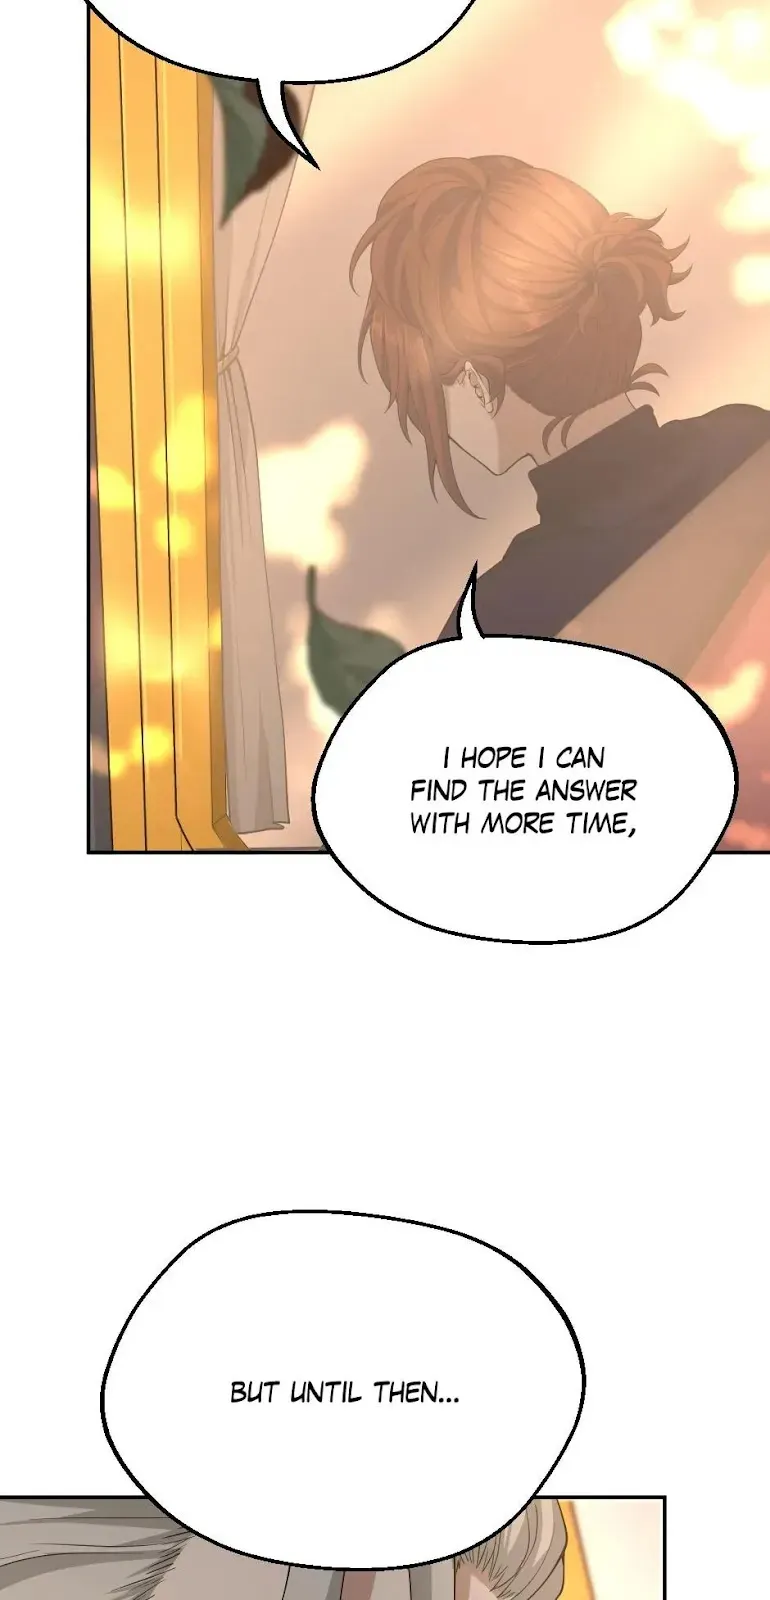 I HOPE I CAN
FIND THE ANSWER
WITH MORE TIME,
BUT UNTIL THEN...